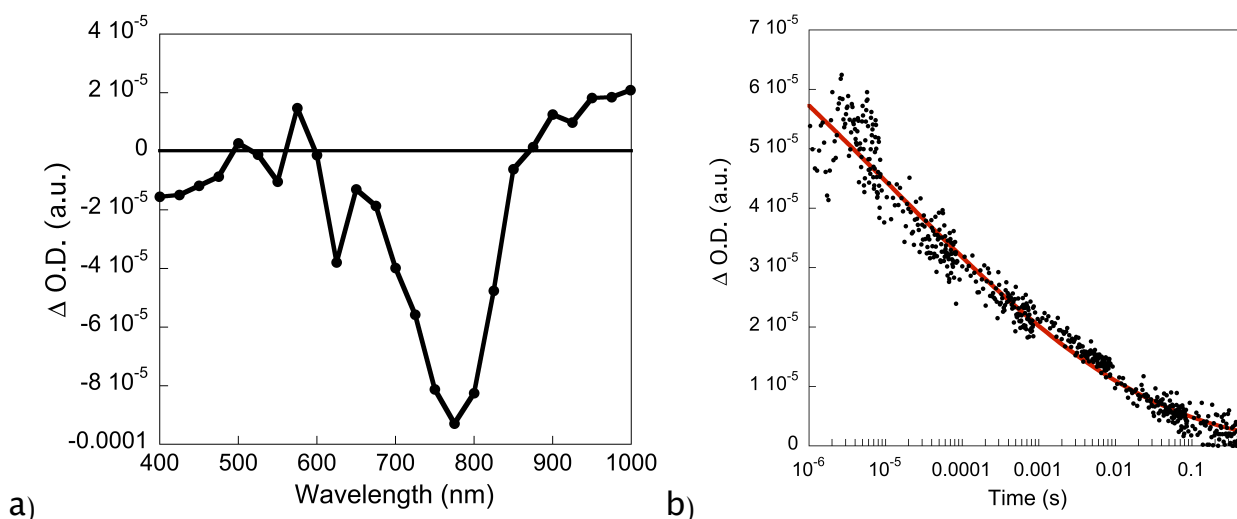 4 10⁻⁵
2 10⁻⁵
0
-2 10⁻⁵
-4 10⁻⁵
-6 10⁻⁵
-8 10⁻⁵
-0.0001
Δ O.D. (a.u.)
400 500 600 700 800 900 1000
Wavelength (nm)
a)
7 10⁻⁵
6 10⁻⁵
5 10⁻⁵
4 10⁻⁵
3 10⁻⁵
2 10⁻⁵
1 10⁻⁵
0
Δ O.D. (a.u.)
10⁻⁶ 10⁻⁵ 0.0001 0.001 0.01 0.1
Time (s)
b)